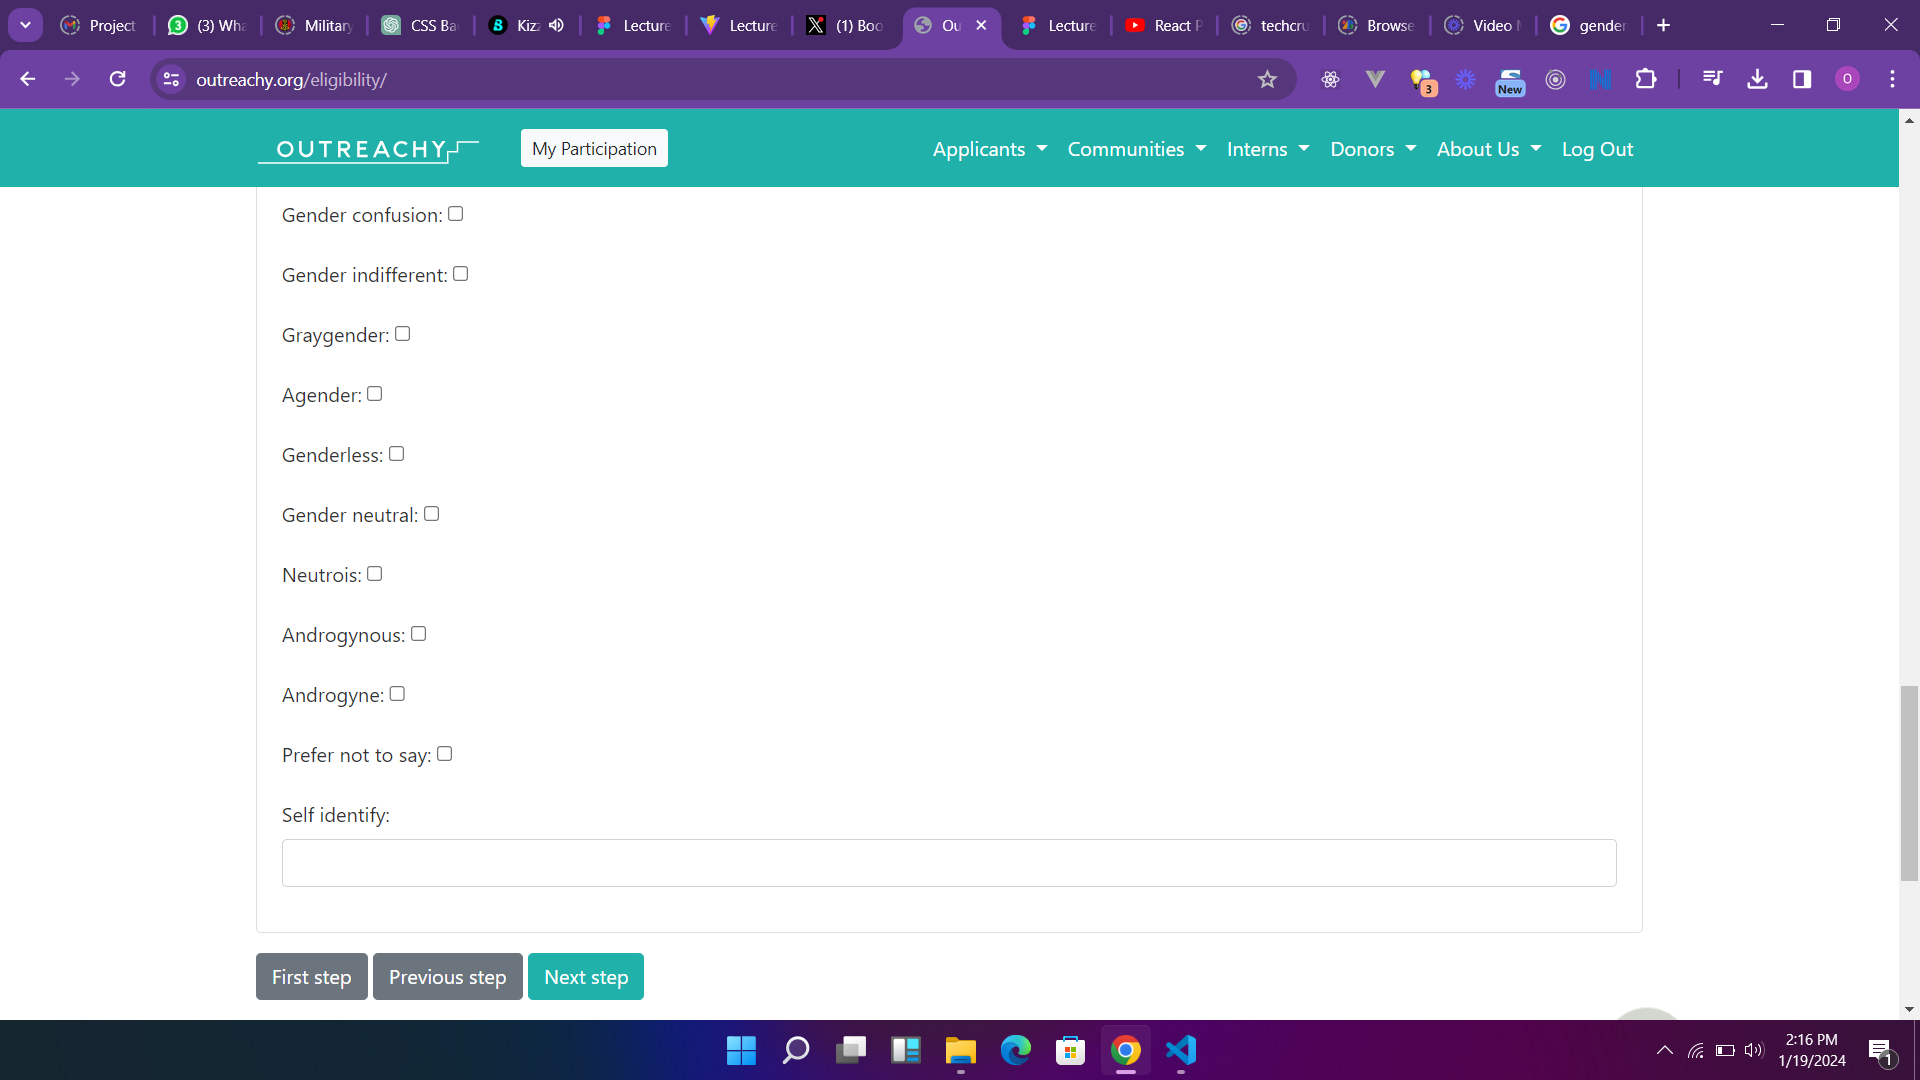 Project
(3) Wha
Military
CSS Ba
Kizz
Lecture
Lecture
(1) Boo
Ou
Lecture
React P
techcru
Browse
Video
gender
outreachy.org/eligibility/
3
New
O
OUTREACHY
My Participation
Applicants
Communities
Interns
Donors
About Us
Log Out
Gender confusion:
Gender indifferent:
Graygender:
Agender:
Genderless:
Gender neutral:
Neutrois:
Androgynous:
Androgyne:
Prefer not to say:
Self identify:
First step
Previous step
Next step
2:16 PM
1/19/2024
1